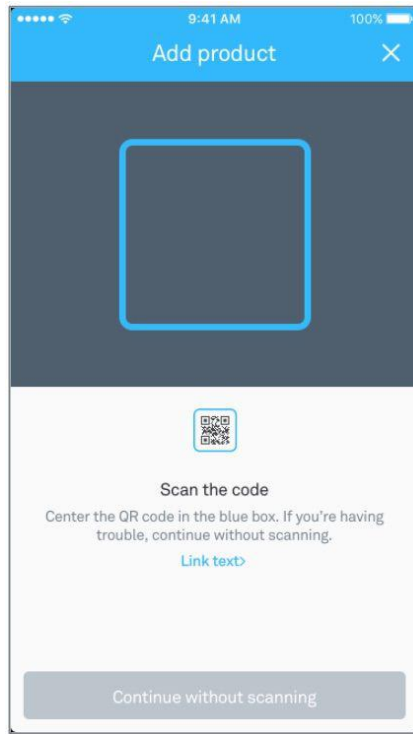 9:41 AM
100%
Add product
Scan the code
Center the QR code in the blue box. If you're having
trouble, continue without scanning.
Link text>
Continue without scanning